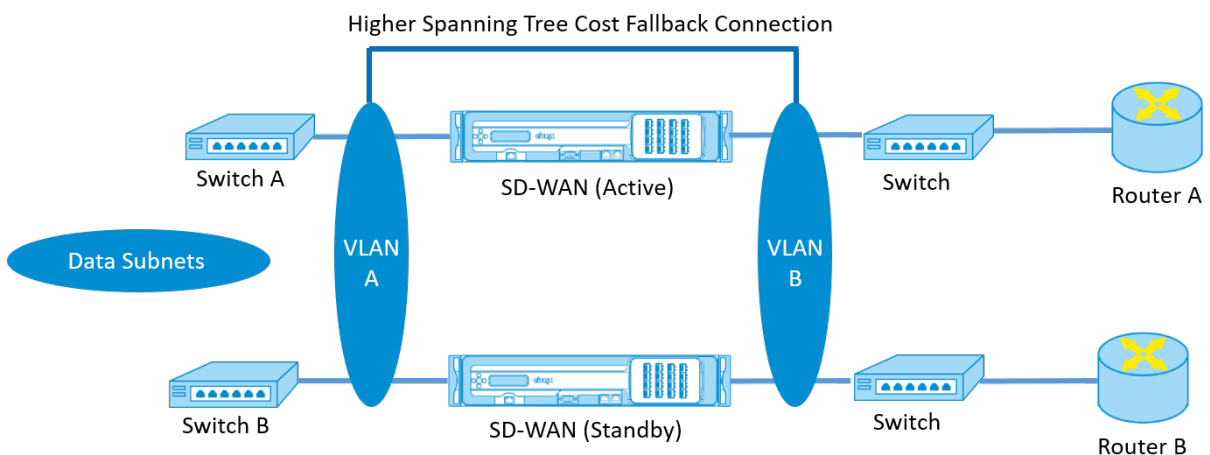 Higher Spanning Tree Cost Fallback Connection
Switch A
SD-WAN (Active)
Switch
Router A
Data Subnets
VLAN
A
VLAN
B
Switch B
SD-WAN (Standby)
Switch
Router B